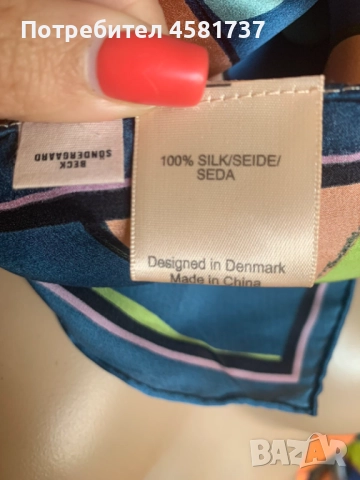 Потребител 4581737
100% SILK/SEIDE/
SEDA
BECK
SÖNDERGAARD
Designed in Denmark
Made in China
BAZAR